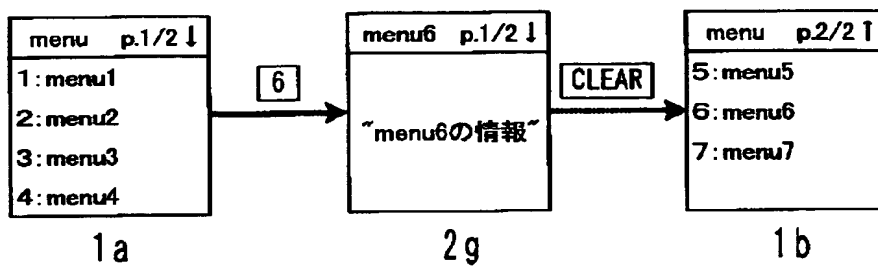 menu p.1/2↓
1:menu1
2:menu2
3:menu3
4:menu4
1a
6
menu6 p.1/2↓
"menu6の情報"
2g
CLEAR
menu p.2/2↑
5:menu5
6:menu6
7:menu7
1b